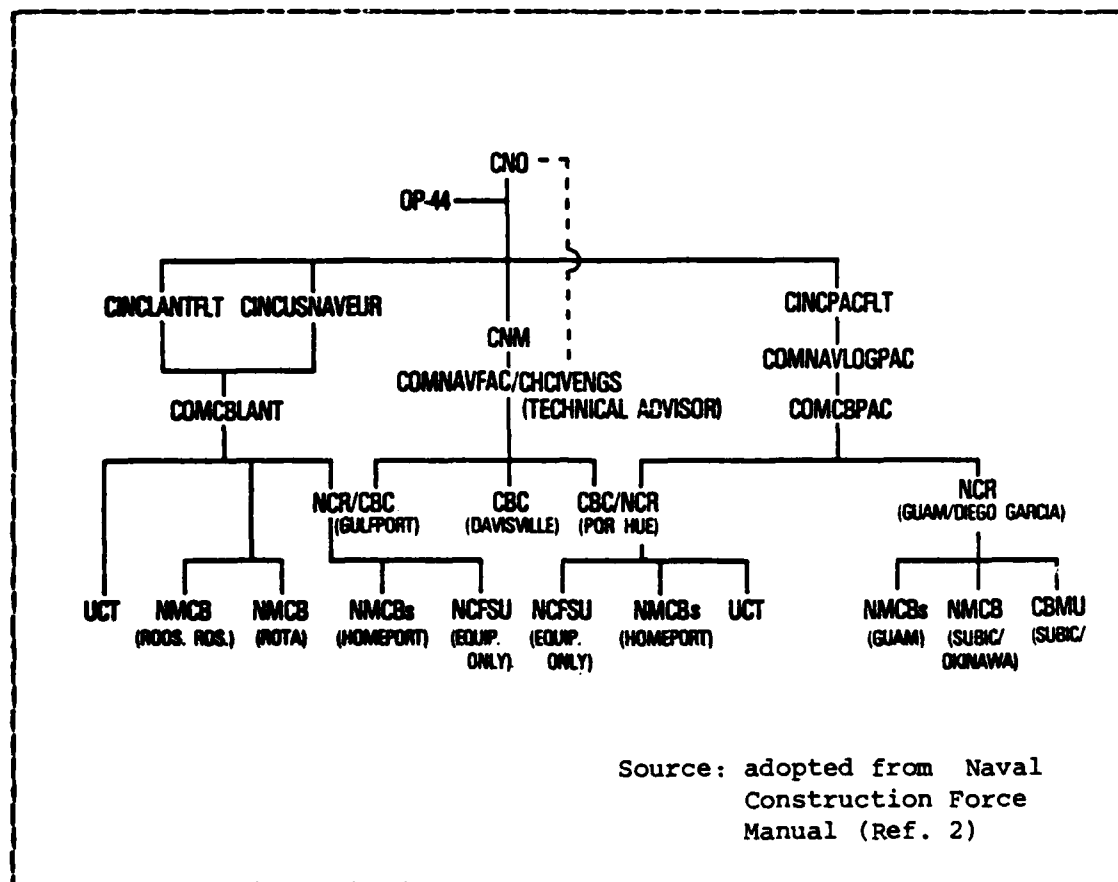 CNO
OP-44
CINCLANTFLT CINCUSNAVEUR
CINCPACFLT
CNM
COMNAVLOGPAC
COMNAVFAC/CHCIVENGS
(TECHNICAL ADVISOR)
COMCBLANT
COMCBPAC
NCR/CBC
(GULFPORT)
CBC
(DAVISVILLE)
CBC/NCR
(POR HUE)
NCR
(GUAM/DIEGO GARCIA)
UCT
NMCB
(ROOS. ROS.)
NMCB
(ROTA)
NMCBs
(HOMEPORT)
NCFSU
(EQUIP.
ONLY)
NCFSU
(EQUIP.
ONLY)
NMCBs
(HOMEPORT)
UCT
NMCBs
(GUAM)
NMCB
(SUBIC/
OKINAWA)
CBMU
(SUBIC/
Source: adopted from Naval
Construction Force
Manual (Ref. 2)